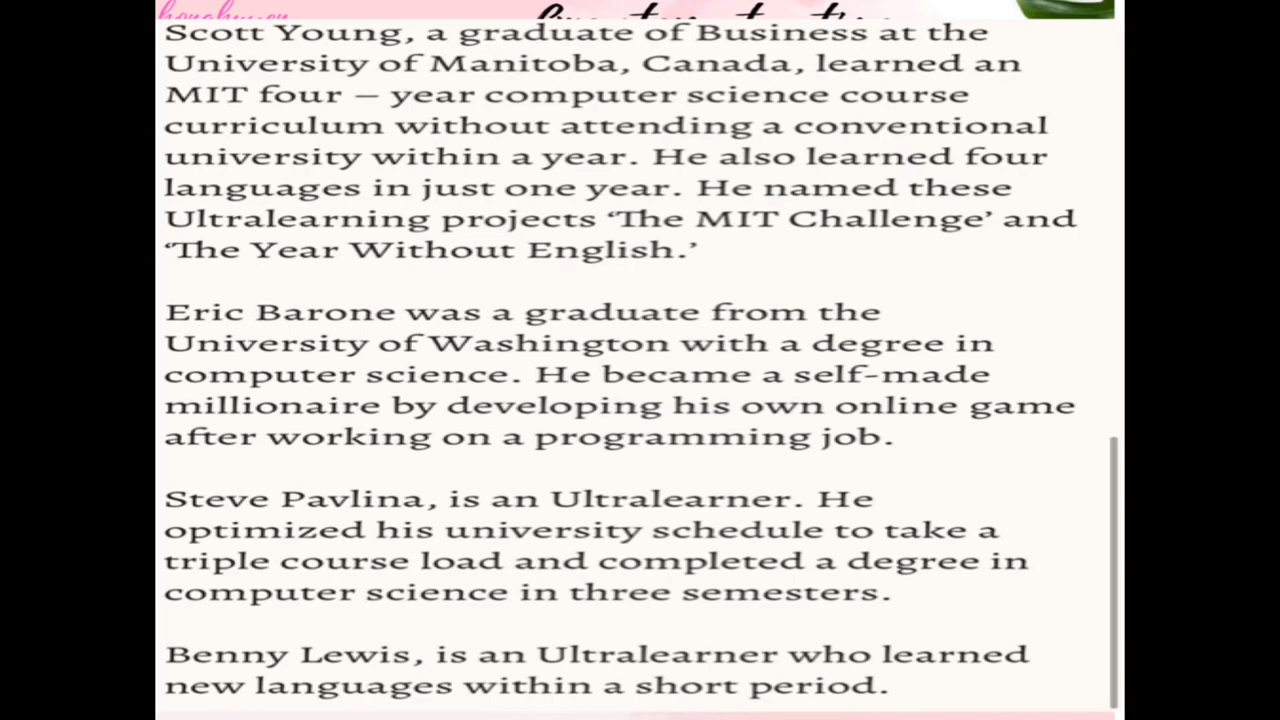 Scott Young, a graduate of Business at the
University of Manitoba, Canada, learned an
MIT four – year computer science course
curriculum without attending a conventional
university within a year. He also learned four
languages in just one year. He named these
Ultralearning projects ‘The MIT Challenge’ and
‘The Year Without English.’
Eric Barone was a graduate from the
University of Washington with a degree in
computer science. He became a self-made
millionaire by developing his own online game
after working on a programming job.
Steve Pavlina, is an Ultralearner. He
optimized his university schedule to take a
triple course load and completed a degree in
computer science in three semesters.
Benny Lewis, is an Ultralearner who learned
new languages within a short period.